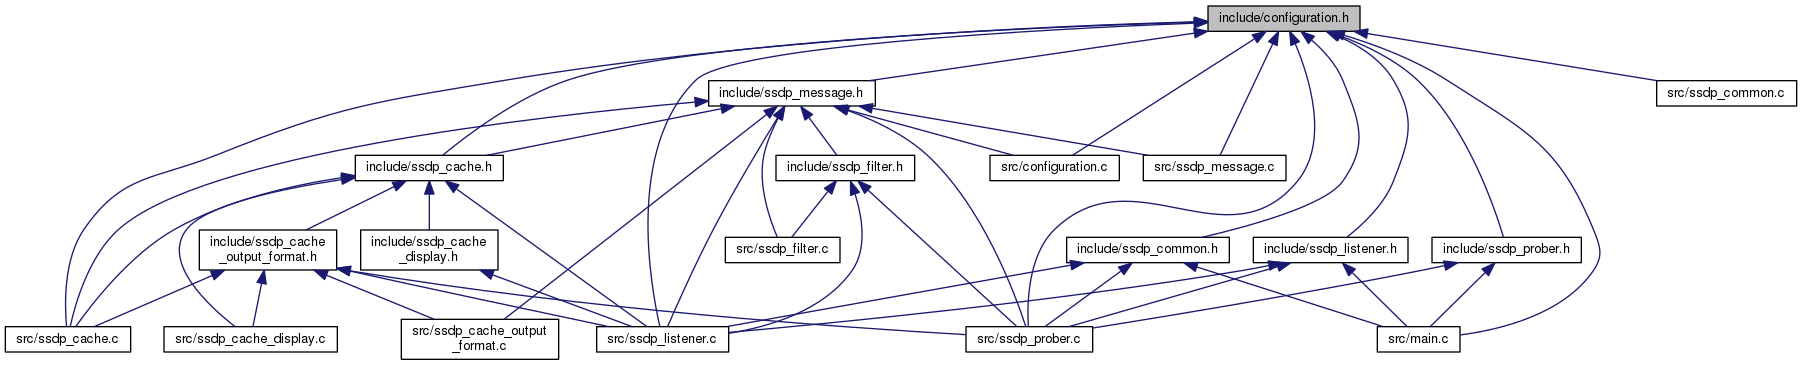 include/configuration.h
include/ssdp_message.h
src/ssdp_common.c
include/ssdp_cache.h
include/ssdp_filter.h
src/configuration.c
src/ssdp_message.c
include/ssdp_cache
_output_format.h
include/ssdp_cache
_display.h
src/ssdp_filter.c
include/ssdp_common.h
include/ssdp_listener.h
include/ssdp_prober.h
src/ssdp_cache.c
src/ssdp_cache_display.c
src/ssdp_cache_output
_format.c
src/ssdp_listener.c
src/ssdp_prober.c
src/main.c